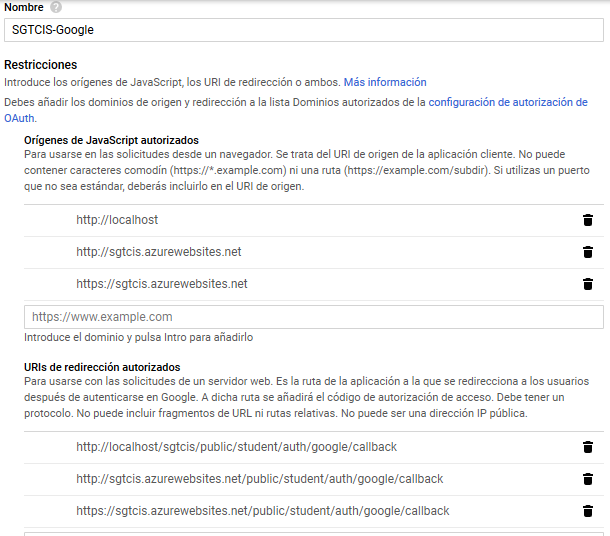 Nombre ?
SGTCIS-Google
Restricciones
Introduce los orígenes de JavaScript, los URI de redirección o ambos. Más información
Debes añadir los dominios de origen y redirección a la lista Dominios autorizados de la configuración de autorización de
OAuth.
Orígenes de JavaScript autorizados
Para usarse en las solicitudes desde un navegador. Se trata del URI de origen de la aplicación cliente. No puede
contener caracteres comodín (https://*.example.com) ni una ruta (https://example.com/subdir). Si utilizas un puerto
que no sea estándar, deberás incluirlo en el URI de origen.
http://localhost
http://sgtcis.azurewebsites.net
https://sgtcis.azurewebsites.net
https://www.example.com
Introduce el dominio y pulsa Intro para añadirlo
URIs de redirección autorizados
Para usarse con las solicitudes de un servidor web. Es la ruta de la aplicación a la que se redirecciona a los usuarios
después de autenticarse en Google. A dicha ruta se añadirá el código de autorización de acceso. Debe tener un
protocolo. No puede incluir fragmentos de URL ni rutas relativas. No puede ser una dirección IP pública.
http://localhost/sgtcis/public/student/auth/google/callback
http://sgtcis.azurewebsites.net/public/student/auth/google/callback
https://sgtcis.azurewebsites.net/public/student/auth/google/callback